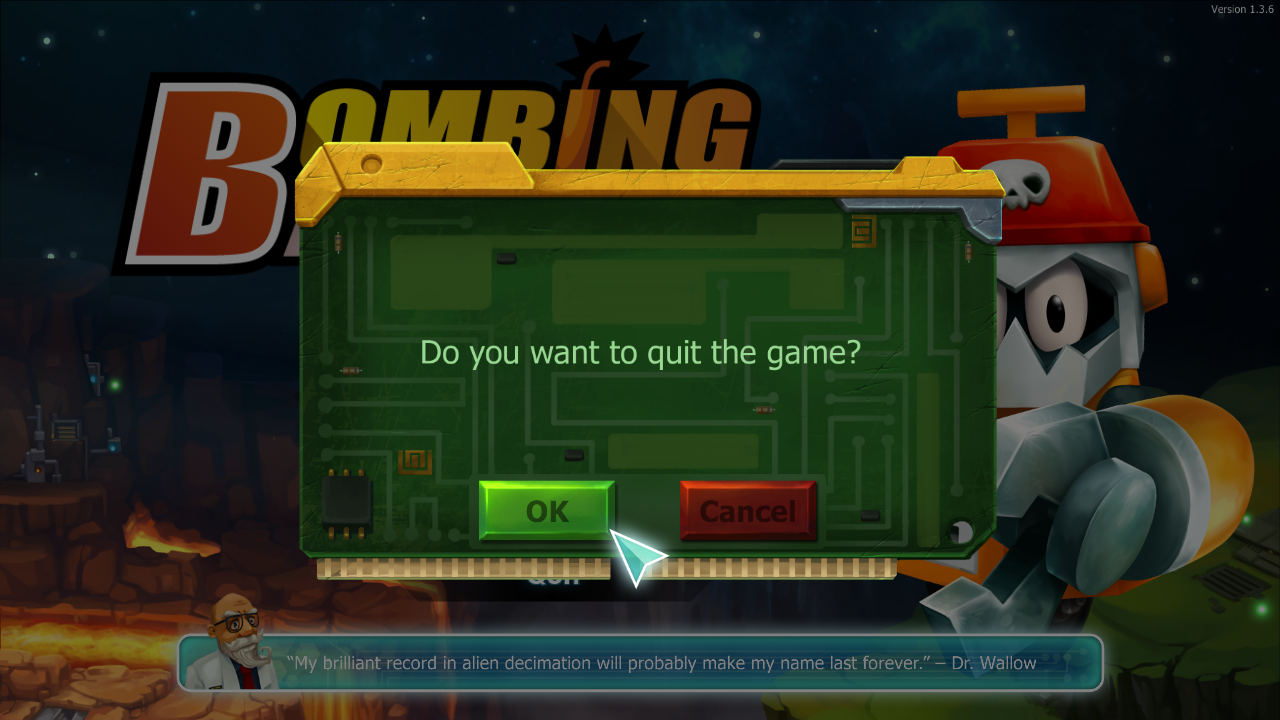 Version 1.3.6
BOMBING
Do you want to quit the game?
OK
Cancel
Quit
“My brilliant record in alien decimation will probably make my name last forever.” – Dr. Wallow